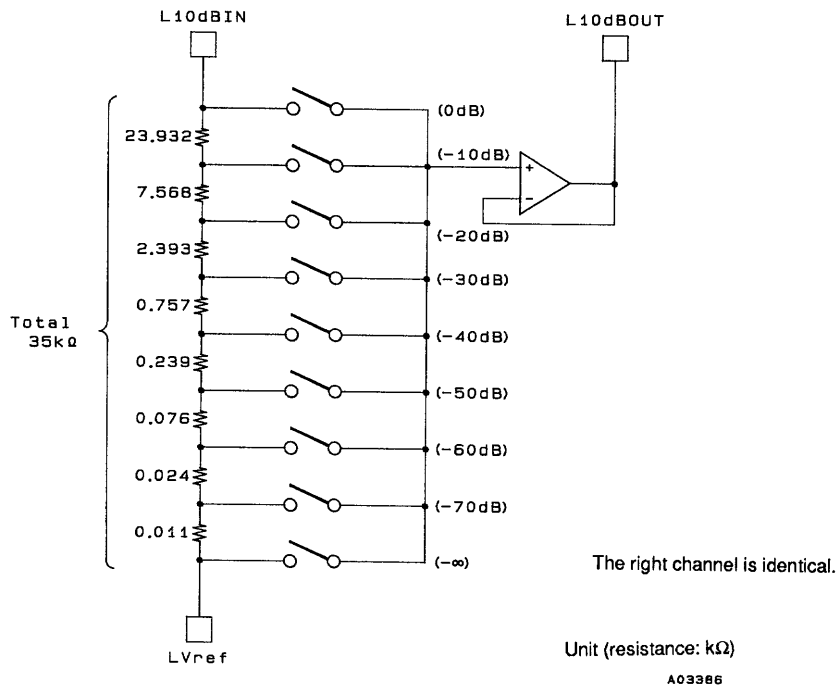 L10dBIN
L10dBOUT
(0dB)
23.932
(-10dB)
+
7.568
-
(-20dB)
2.393
(-30dB)
0.757
Total
35kΩ
(-40dB)
0.239
(-50dB)
0.076
(-60dB)
0.024
(-70dB)
0.011
(-∞)
The right channel is identical.
LVref
Unit (resistance: kΩ)
A03386